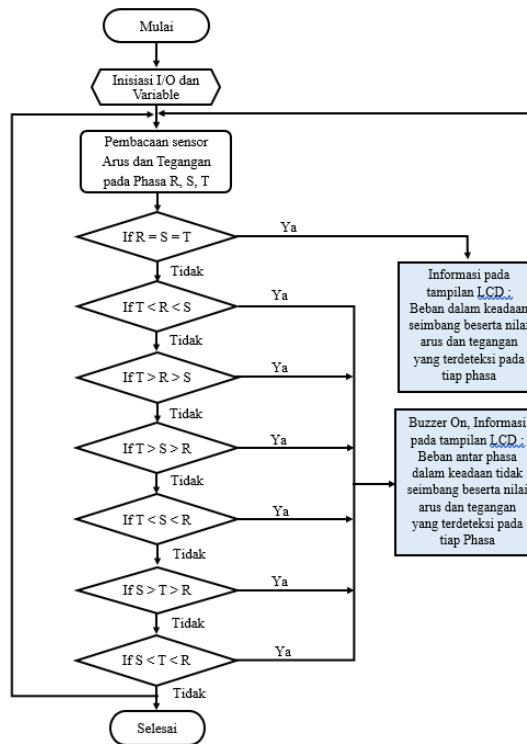 Mulai
Inisiasi I/O dan
Variable
Pembacaan sensor
Arus dan Tegangan
pada Phasa R, S, T
If R = S = T
Ya
Tidak
Informasi pada
tampilan LCD :
Beban dalam keadaan
seimbang beserta nilai
arus dan tegangan
yang terdeteksi pada
tiap phasa
If T < R < S
Ya
Tidak
If T > R > S
Ya
Tidak
Buzzer On, Informasi
pada tampilan LCD :
Beban antar phasa
dalam keadaan tidak
seimbang beserta nilai
arus dan tegangan
yang terdeteksi pada
tiap Phasa
If T > S > R
Ya
Tidak
If T < S < R
Ya
Tidak
If S > T > R
Ya
Tidak
If S < T < R
Ya
Tidak
Selesai